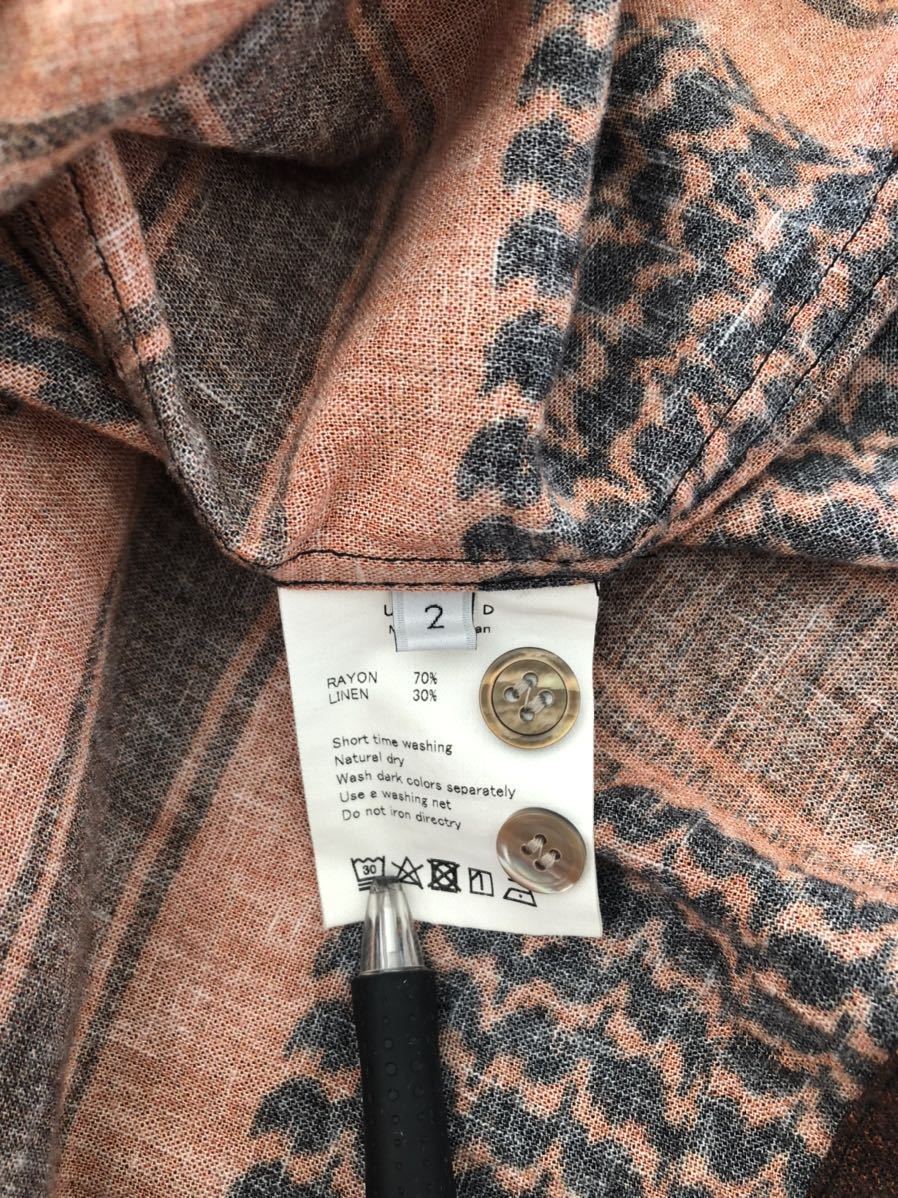 2
RAYON 70%
LINEN 30%
Short time washing
Natural dry
Wash dark colors separately
Use a washing net
Do not iron directry
30